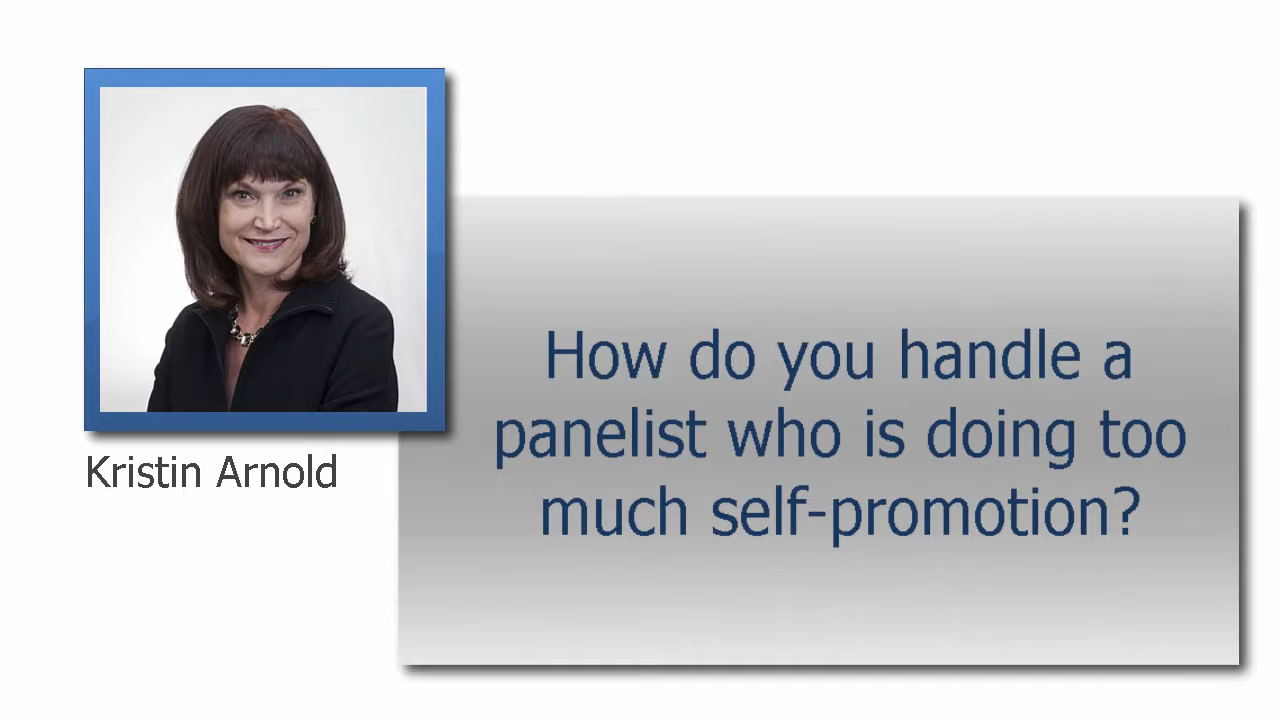 Kristin Arnold
How do you handle a
panelist who is doing too
much self-promotion?